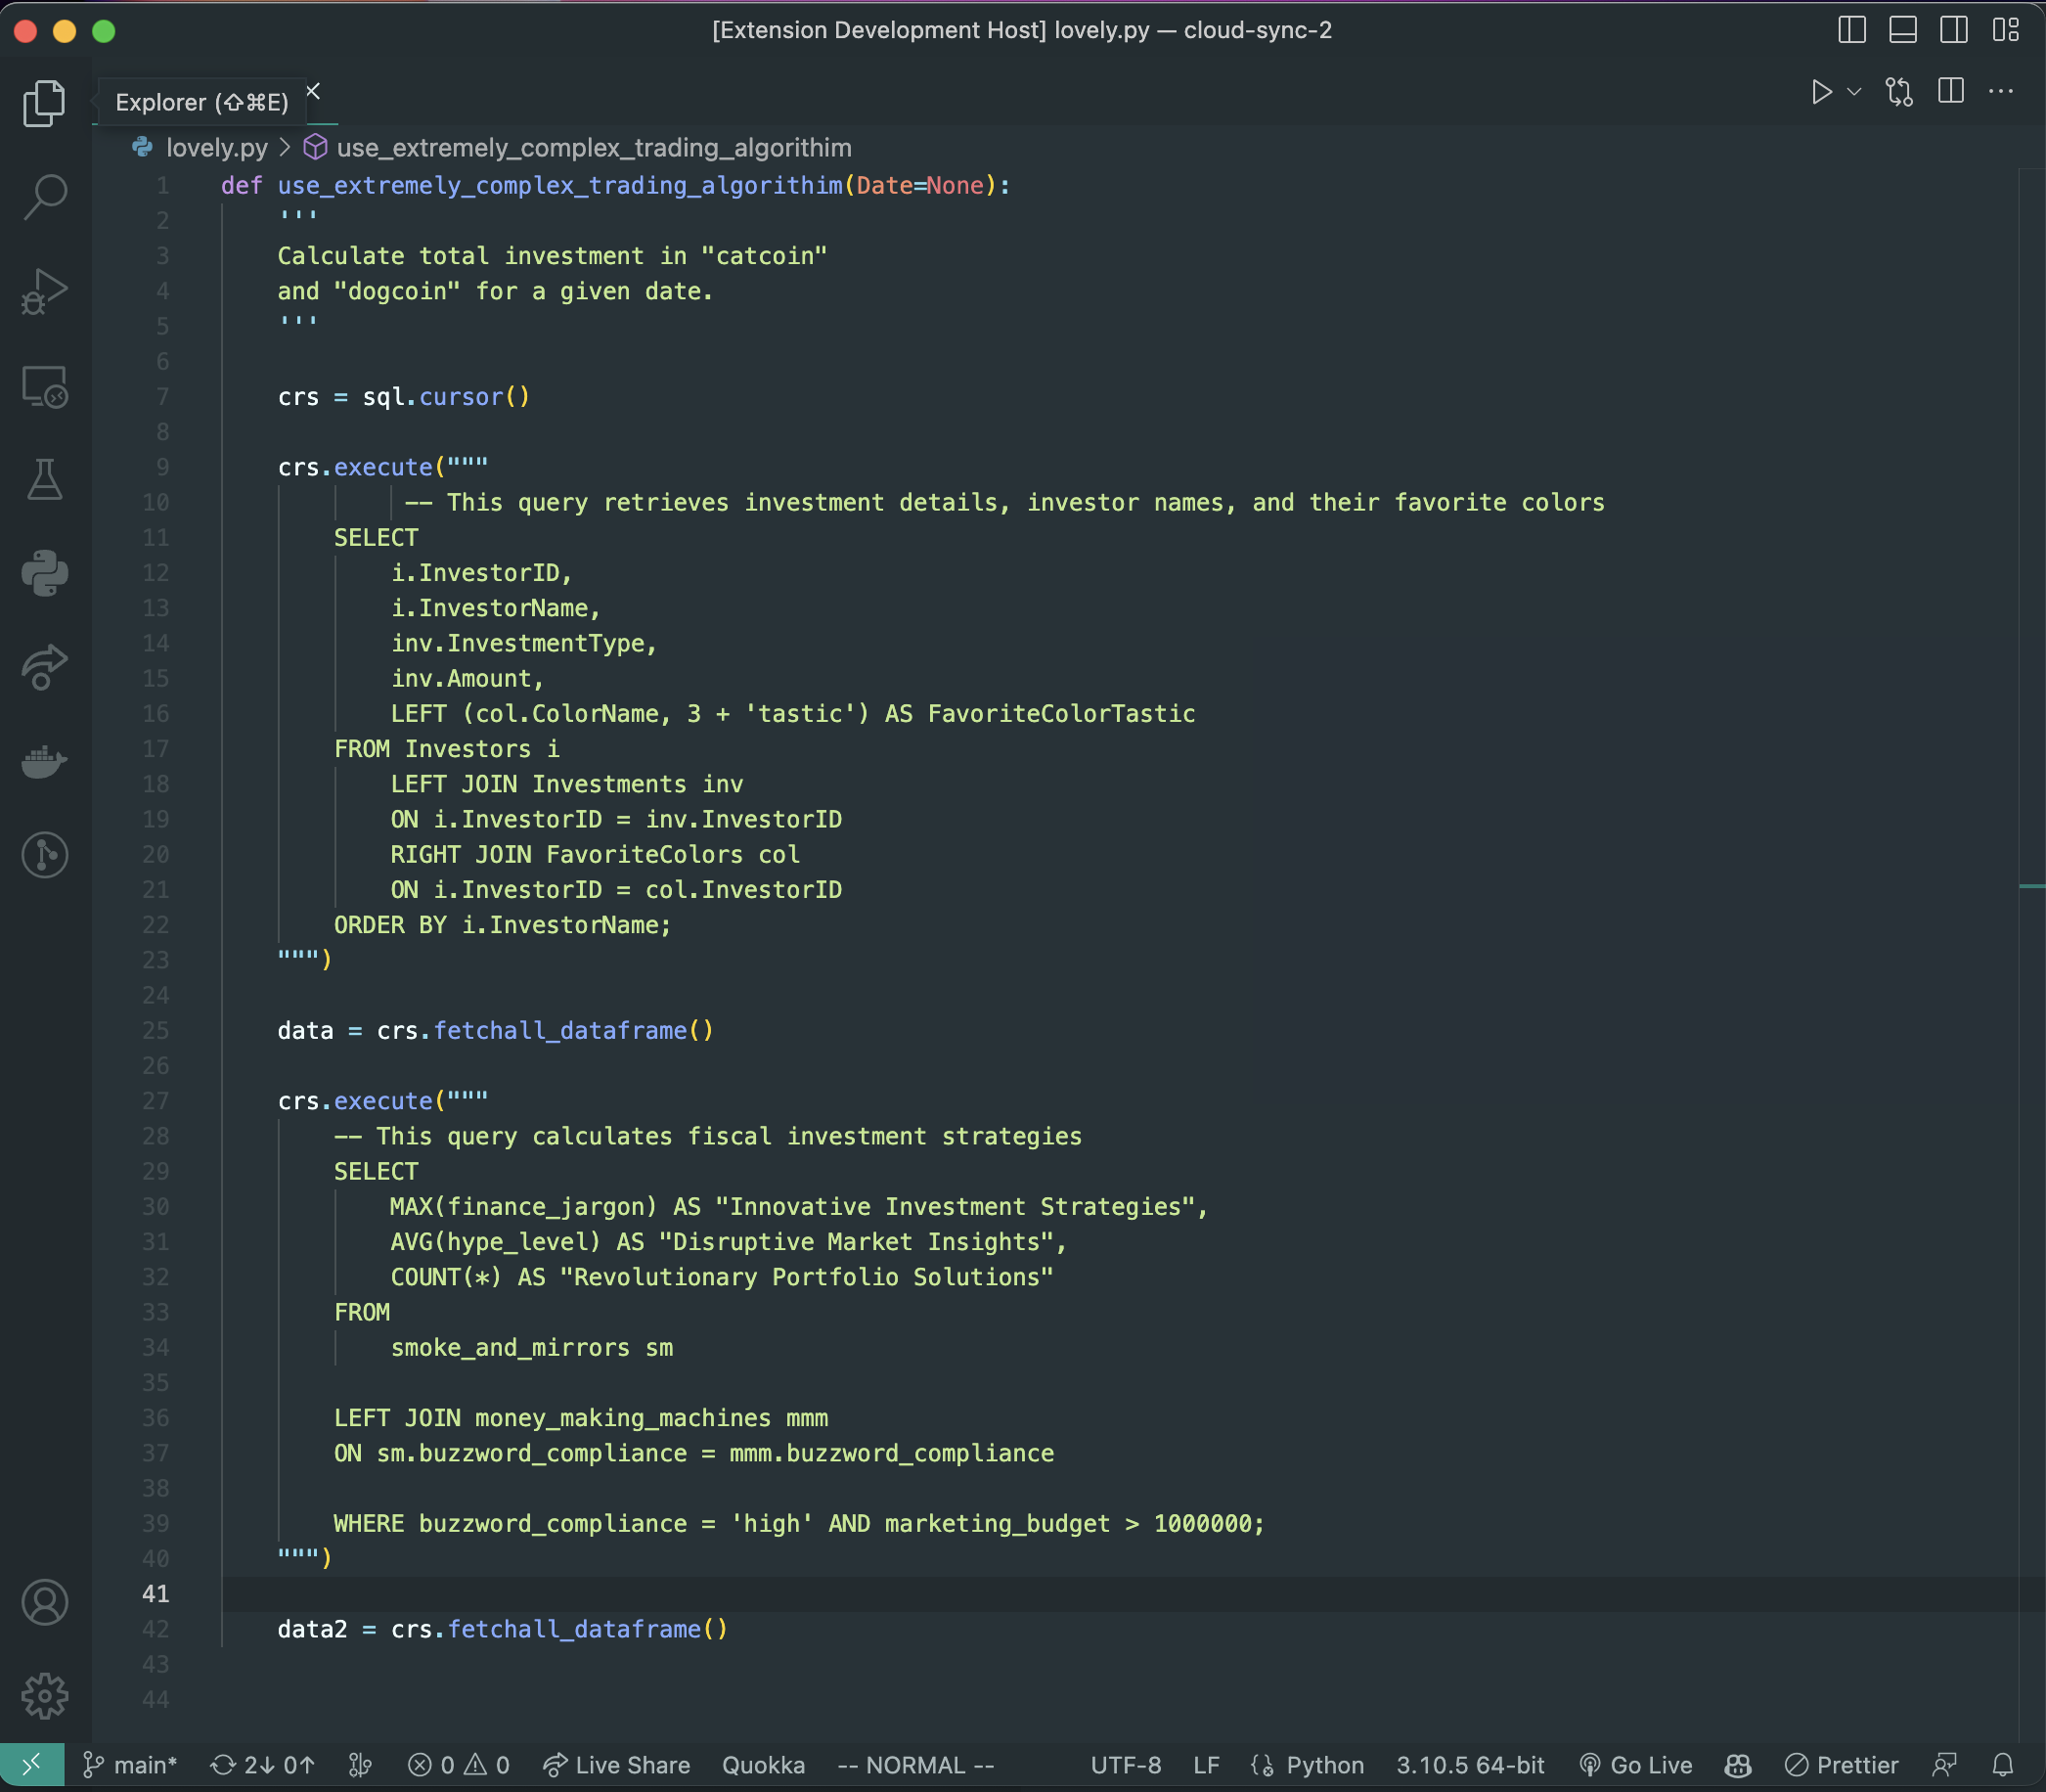 [Extension Development Host] lovely.py — cloud-sync-2
Explorer (⇧⌘E)
lovely.py > use_extremely_complex_trading_algorithim
1 def use_extremely_complex_trading_algorithim(Date=None):
2     '''
3     Calculate total investment in "catcoin"
4     and "dogcoin" for a given date.
5     '''
6
7     crs = sql.cursor()
8
9     crs.execute("""
10             -- This query retrieves investment details, investor names, and their favorite colors
11        SELECT
12            i.InvestorID,
13            i.InvestorName,
14            inv.InvestmentType,
15            inv.Amount,
16            LEFT (col.ColorName, 3 + 'tastic') AS FavoriteColorTastic
17        FROM Investors i
18            LEFT JOIN Investments inv
19            ON i.InvestorID = inv.InvestorID
20            RIGHT JOIN FavoriteColors col
21            ON i.InvestorID = col.InvestorID
22        ORDER BY i.InvestorName;
23    """)
24
25    data = crs.fetchall_dataframe()
26
27    crs.execute("""
28        -- This query calculates fiscal investment strategies
29        SELECT
30            MAX(finance_jargon) AS "Innovative Investment Strategies",
31            AVG(hype_level) AS "Disruptive Market Insights",
32            COUNT(*) AS "Revolutionary Portfolio Solutions"
33        FROM
34            smoke_and_mirrors sm
35
36        LEFT JOIN money_making_machines mmm
37        ON sm.buzzword_compliance = mmm.buzzword_compliance
38
39        WHERE buzzword_compliance = 'high' AND marketing_budget > 1000000;
40    """)
41
42    data2 = crs.fetchall_dataframe()
43
44
main* 2↓ 0↑ 0 0 Live Share Quokka -- NORMAL -- UTF-8 LF Python 3.10.5 64-bit Go Live Prettier